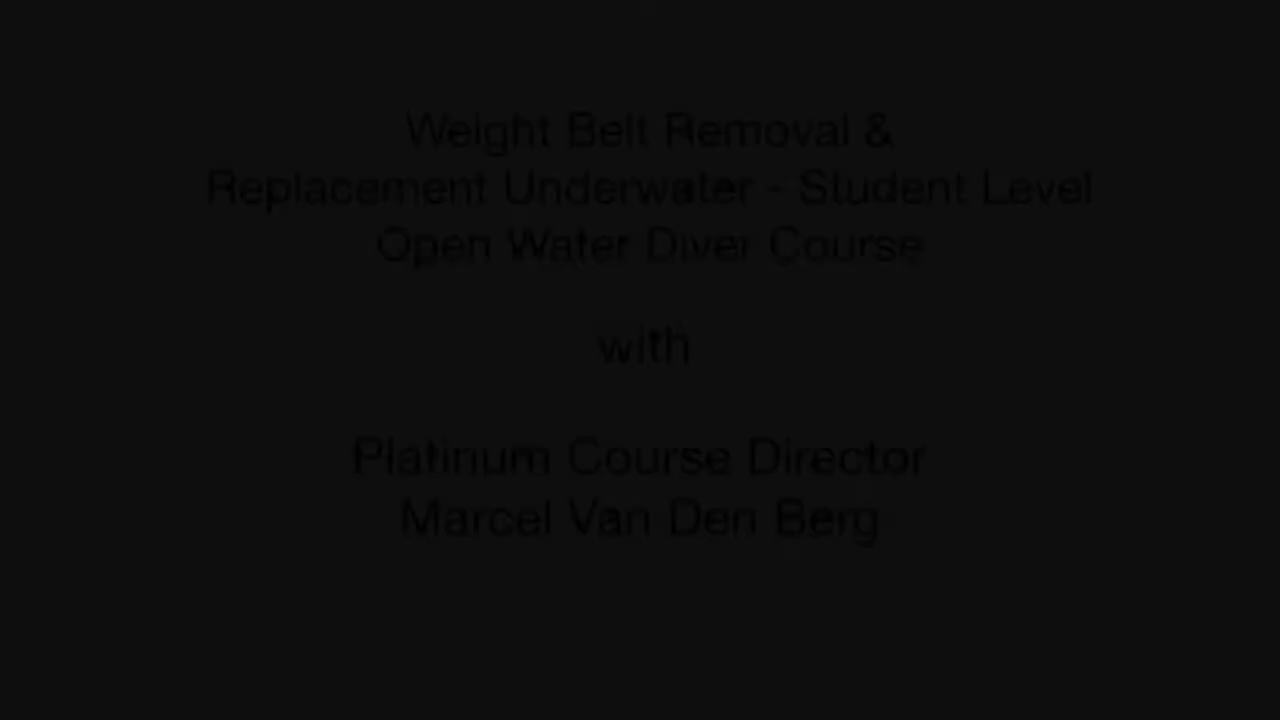 Weight Belt Removal &
Replacement Underwater - Student Level
Open Water Diver Course
with
Platinum Course Director
Marcel Van Den Berg